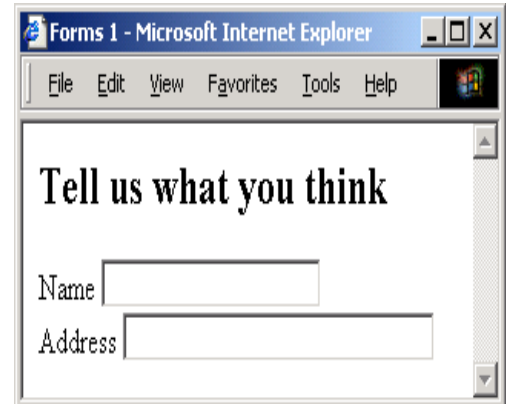 Forms 1 - Microsoft Internet Explorer
File Edit View Favorites Tools Help
Tell us what you think
Name
Address